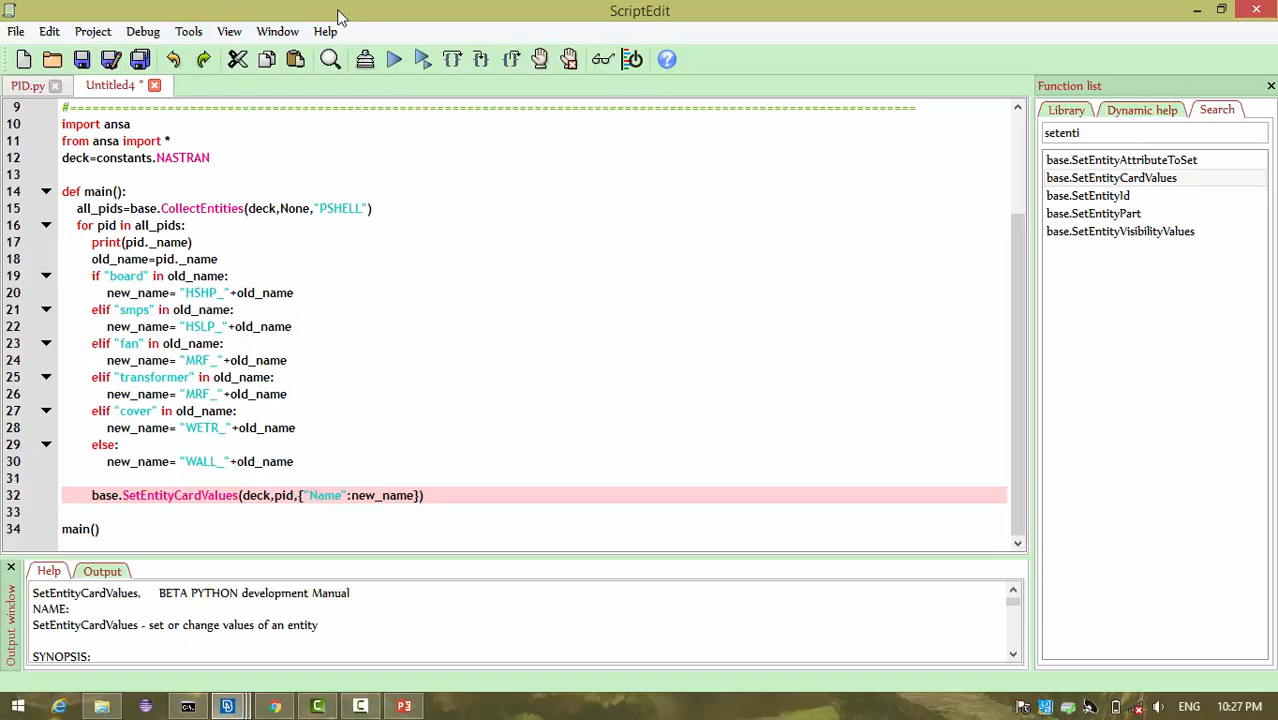 ScriptEdit
File Edit Project Debug Tools View Window Help
PID.py Untitled4 *
9 #==================================================================================================================
10 import ansa
11 from ansa import *
12 deck=constants.NASTRAN
13
14 def main():
15 all_pids=base.CollectEntities(deck,None,"PSHELL")
16 for pid in all_pids:
17 print(pid._name)
18 old_name=pid._name
19 if "board" in old_name:
20 new_name= "HSHP_"+old_name
21 elif "smps" in old_name:
22 new_name= "HSLP_"+old_name
23 elif "fan" in old_name:
24 new_name= "MRF_"+old_name
25 elif "transformer" in old_name:
26 new_name= "MRF_"+old_name
27 elif "cover" in old_name:
28 new_name= "WETR_"+old_name
29 else:
30 new_name= "WALL_"+old_name
31
32 base.SetEntityCardValues(deck,pid,{"Name":new_name})
33
34 main()
Function list
Library Dynamic help Search
setenti
base.SetEntityAttributeToSet
base.SetEntityCardValues
base.SetEntityId
base.SetEntityPart
base.SetEntityVisibilityValues
Output window
Help Output
SetEntityCardValues, BETA PYTHON development Manual
NAME:
SetEntityCardValues - set or change values of an entity
SYNOPSIS:
ENG 10:27 PM